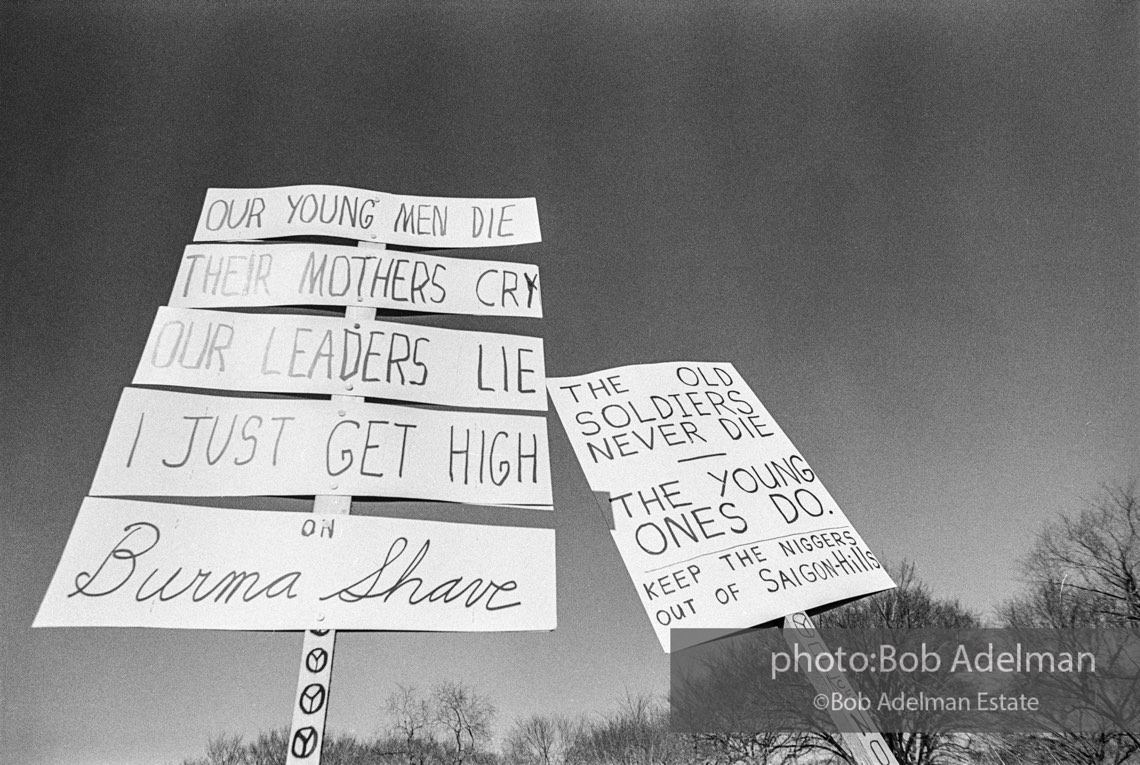 OUR YOUNG MEN DIE
THEIR MOTHERS CRY
OUR LEADERS LIE
I JUST GET HIGH
ON
Burma Shave
THE OLD
SOLDIERS
NEVER DIE
—
THE YOUNG
ONES DO.
KEEP THE NIGGERS
OUT OF SAIGON-Hills
photo:Bob Adelman
©Bob Adelman Estate